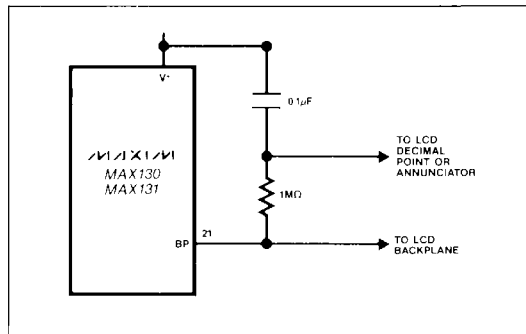 V+
0.1μF
MAXIM
MAX130
MAX131
TO LCD
DECIMAL
POINT OR
ANNUNCIATOR
1MΩ
21
BP
TO LCD
BACKPLANE